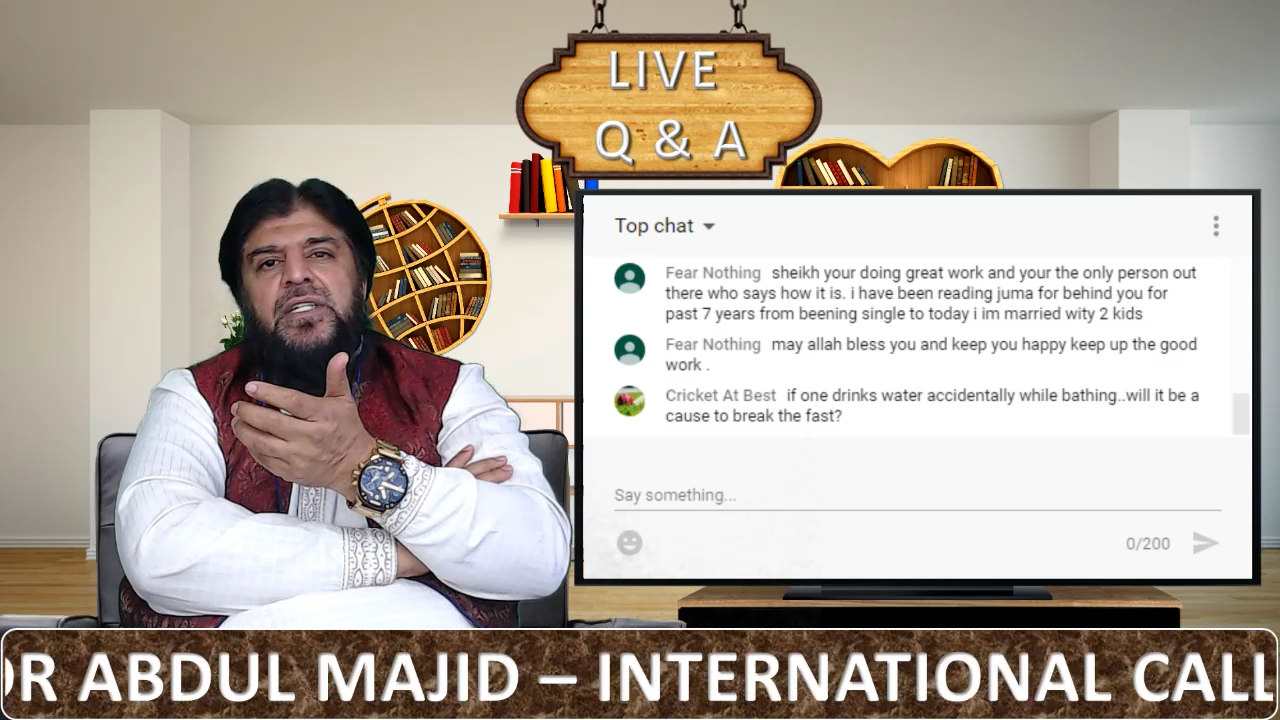 LIVE
Q & A
Top chat
Fear Nothing sheikh your doing great work and your the only person out
there who says how it is. i have been reading juma for behind you for
past 7 years from beening single to today i im married wity 2 kids
Fear Nothing may allah bless you and keep you happy keep up the good
work .
Cricket At Best if one drinks water accidentally while bathing..will it be a
cause to break the fast?
Say something...
0/200
R ABDUL MAJID – INTERNATIONAL CALL